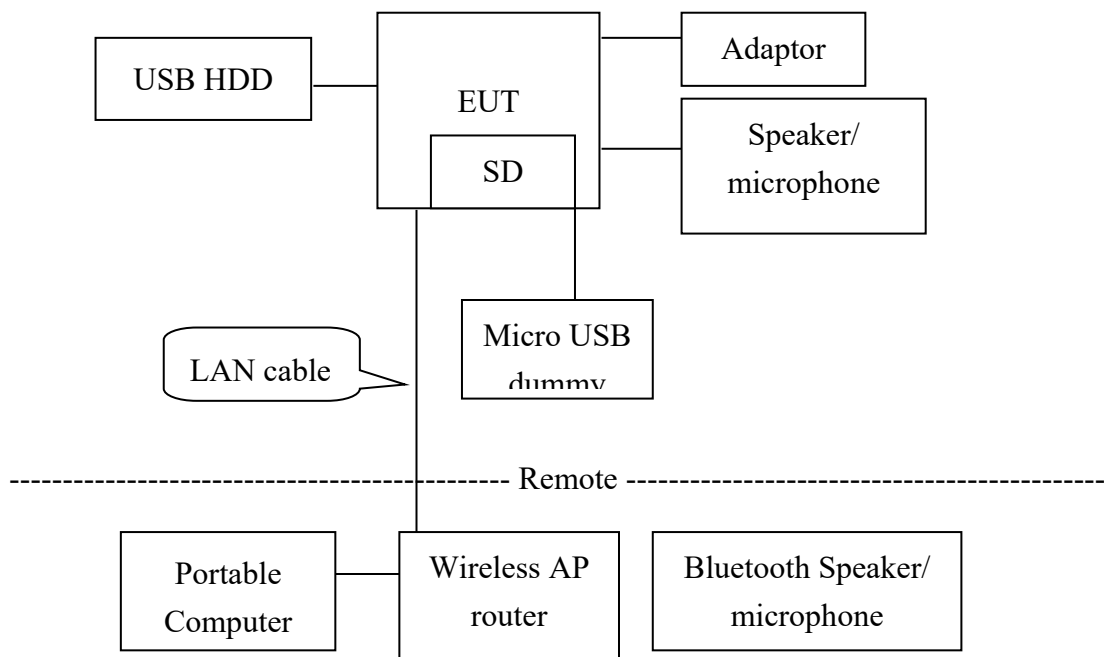 Adaptor
USB HDD
EUT
Speaker/
microphone
SD
Micro USB
dummy
LAN cable
------------------------------------------------ Remote ----------------------------------------------
Portable
Computer
Wireless AP
router
Bluetooth Speaker/
microphone